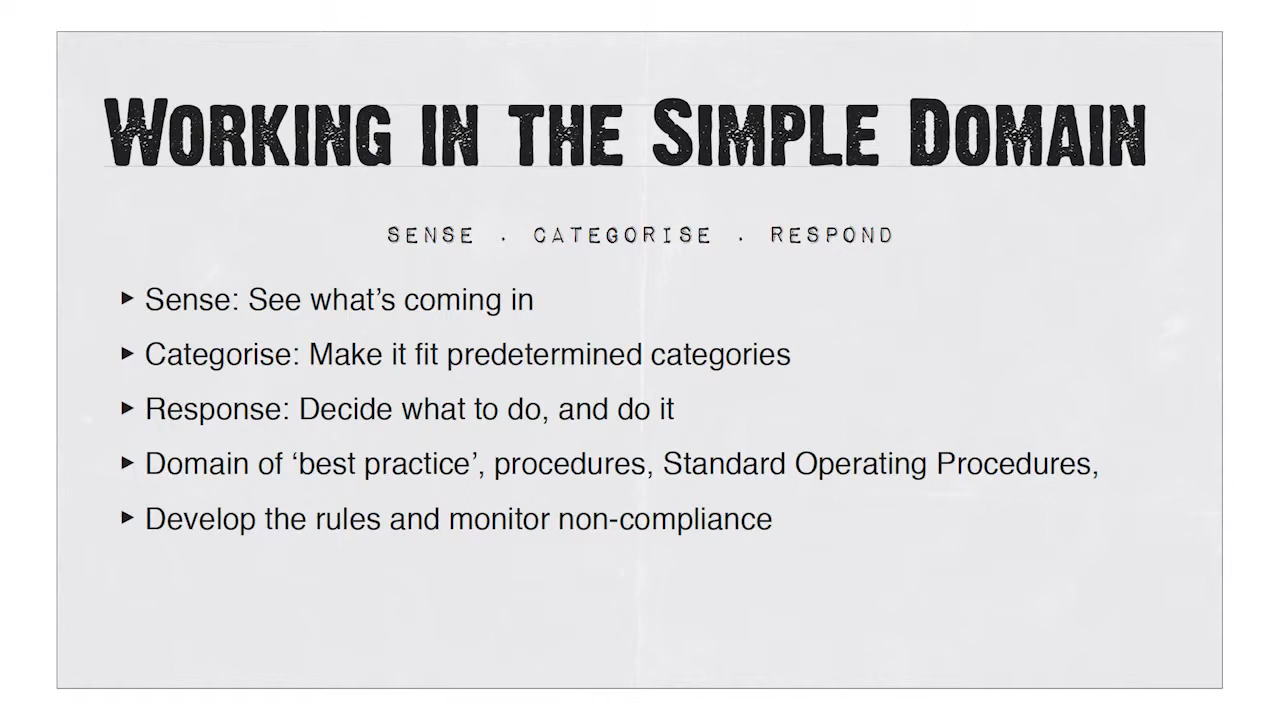 Working in the Simple Domain
SENSE . CATEGORISE . RESPOND
‣ Sense: See what’s coming in
‣ Categorise: Make it fit predetermined categories
‣ Response: Decide what to do, and do it
‣ Domain of ‘best practice’, procedures, Standard Operating Procedures,
‣ Develop the rules and monitor non-compliance